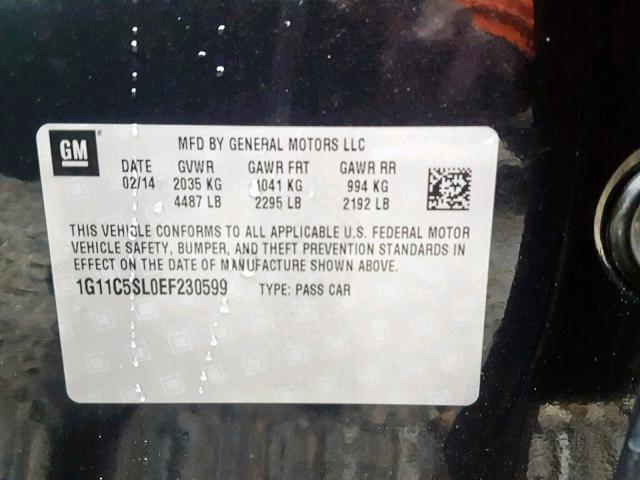 GM
MFD BY GENERAL MOTORS LLC
DATE GVWR GAWR FRT GAWR RR
02/14 2035 KG 1041 KG 994 KG
4487 LB 2295 LB 2192 LB
THIS VEHICLE CONFORMS TO ALL APPLICABLE U.S. FEDERAL MOTOR
VEHICLE SAFETY, BUMPER, AND THEFT PREVENTION STANDARDS IN
EFFECT ON THE DATE OF MANUFACTURE SHOWN ABOVE.
1G11C5SL0EF230599 TYPE: PASS CAR